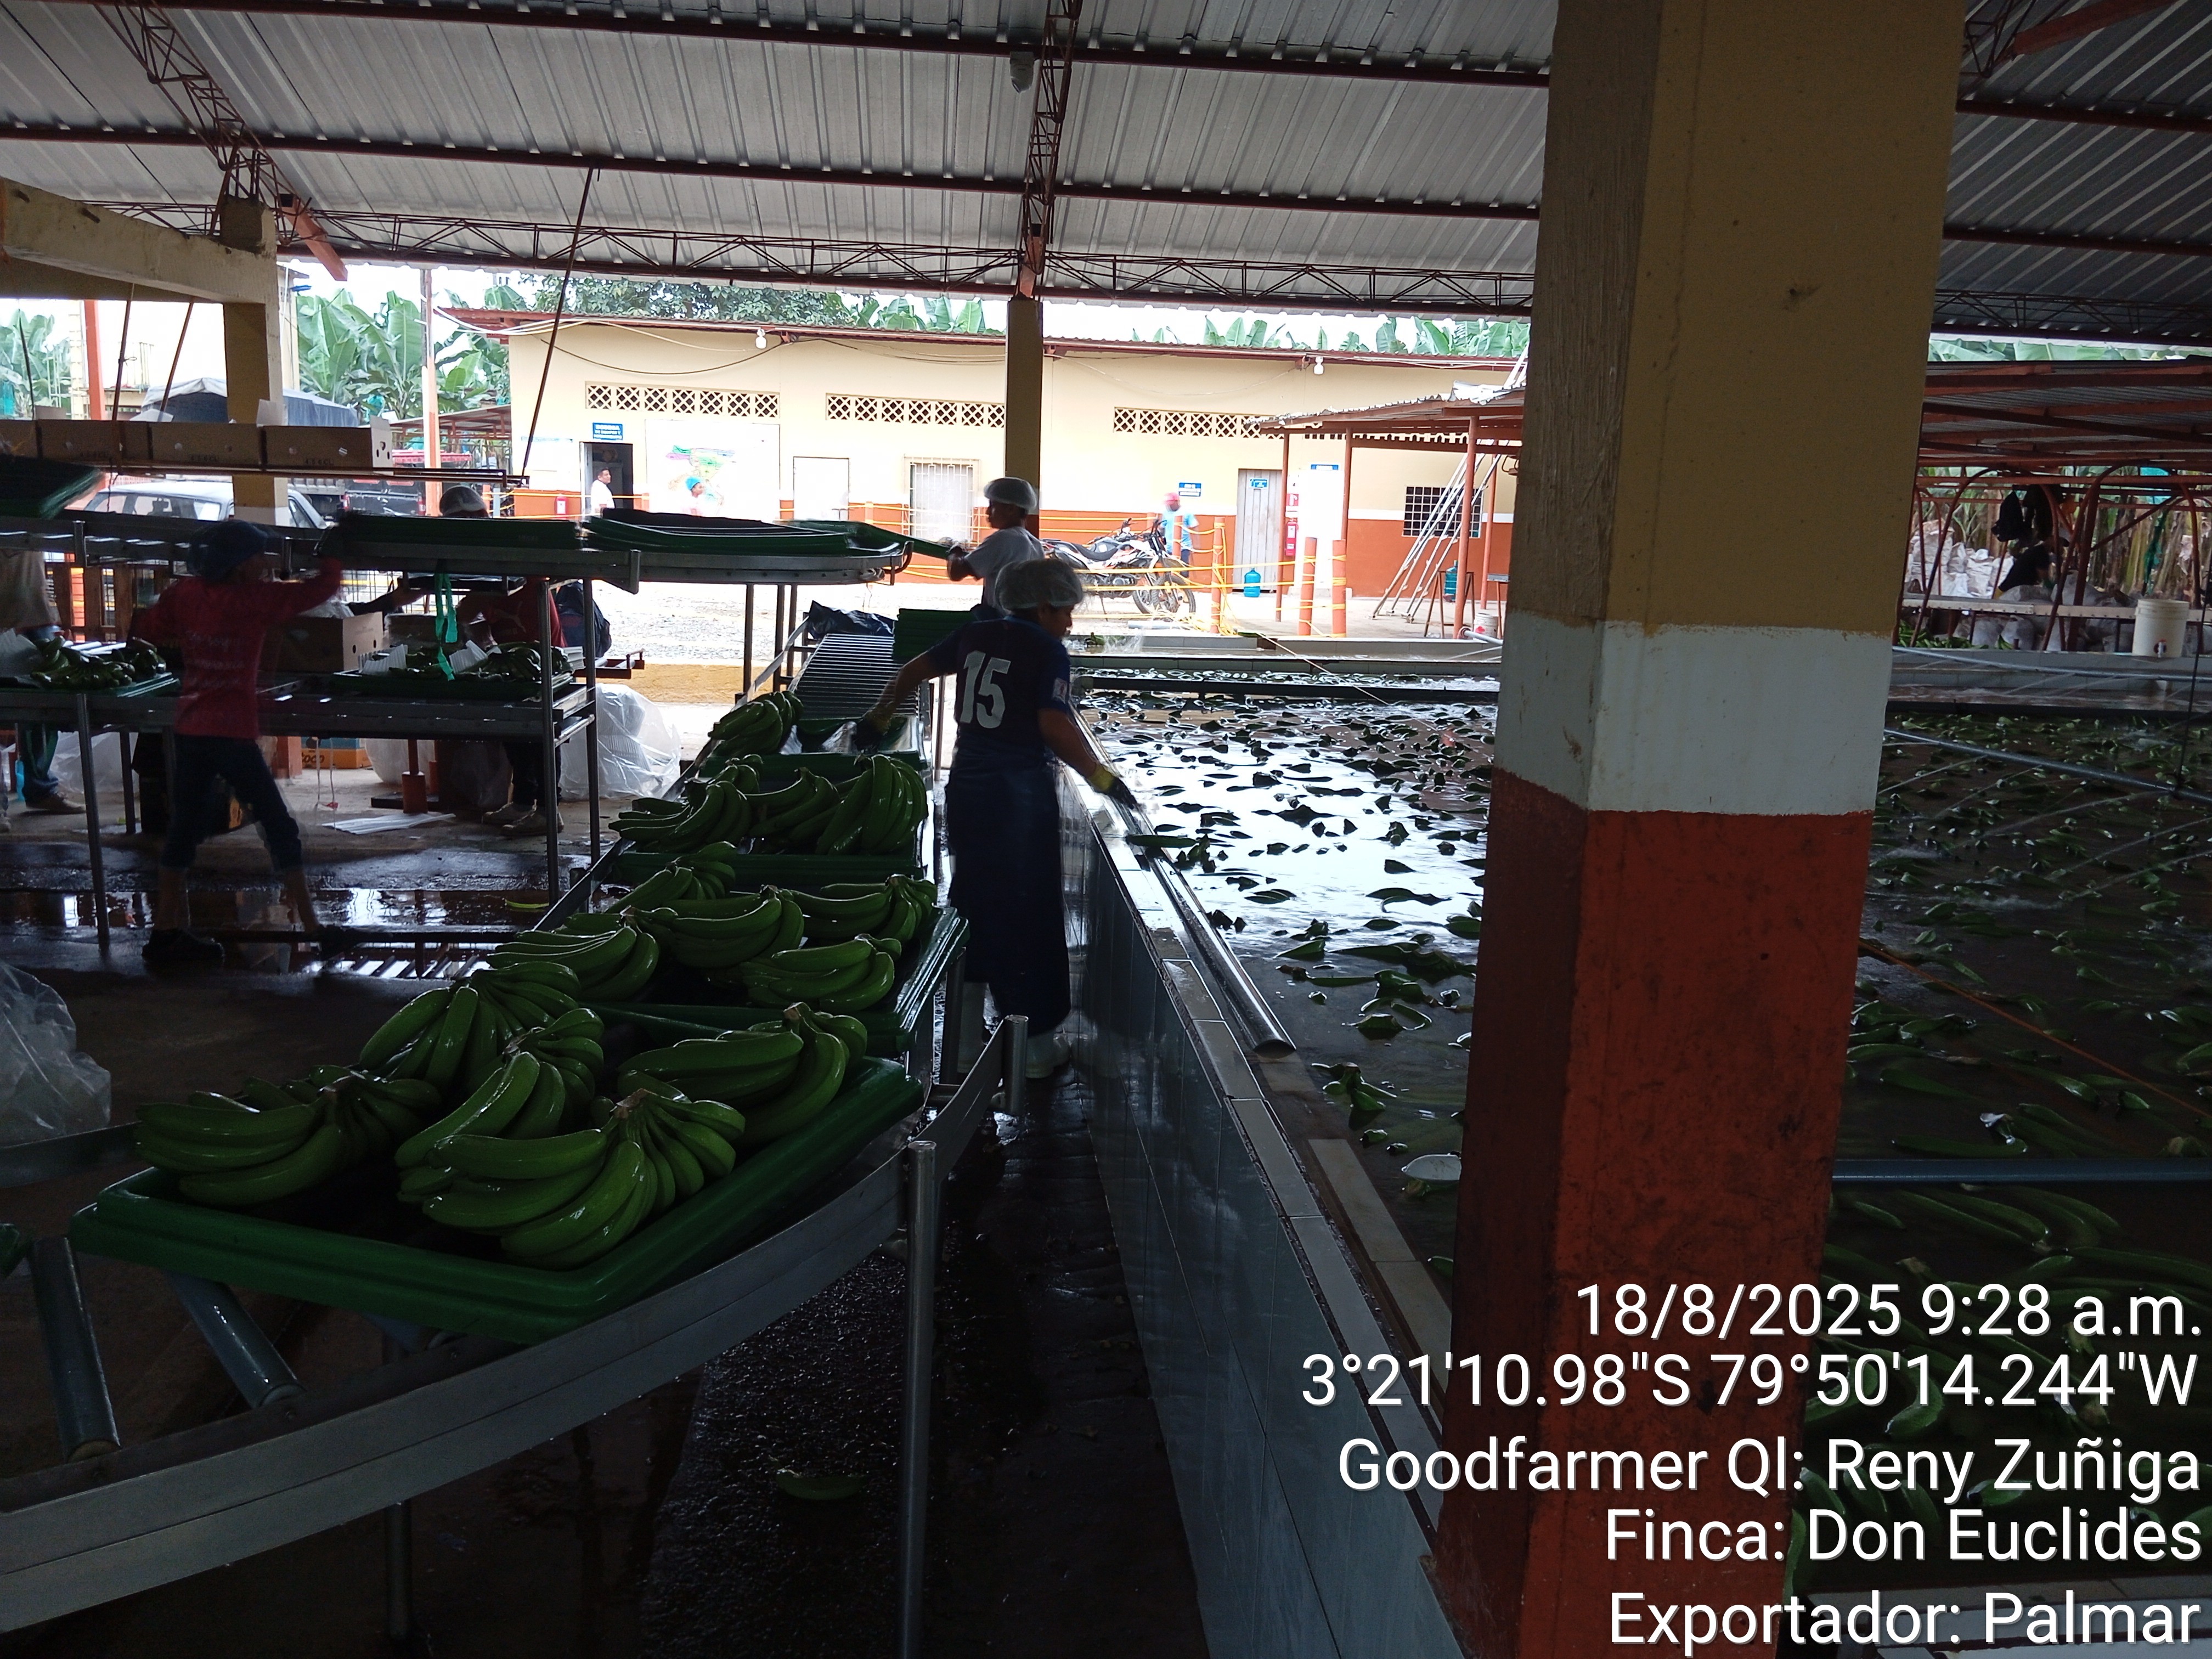 15
18/8/2025 9:28 a.m.
3°21'10.98"S 79°50'14.244"W
Goodfarmer Ql: Reny Zuñiga
Finca: Don Euclides
Exportador: Palmar